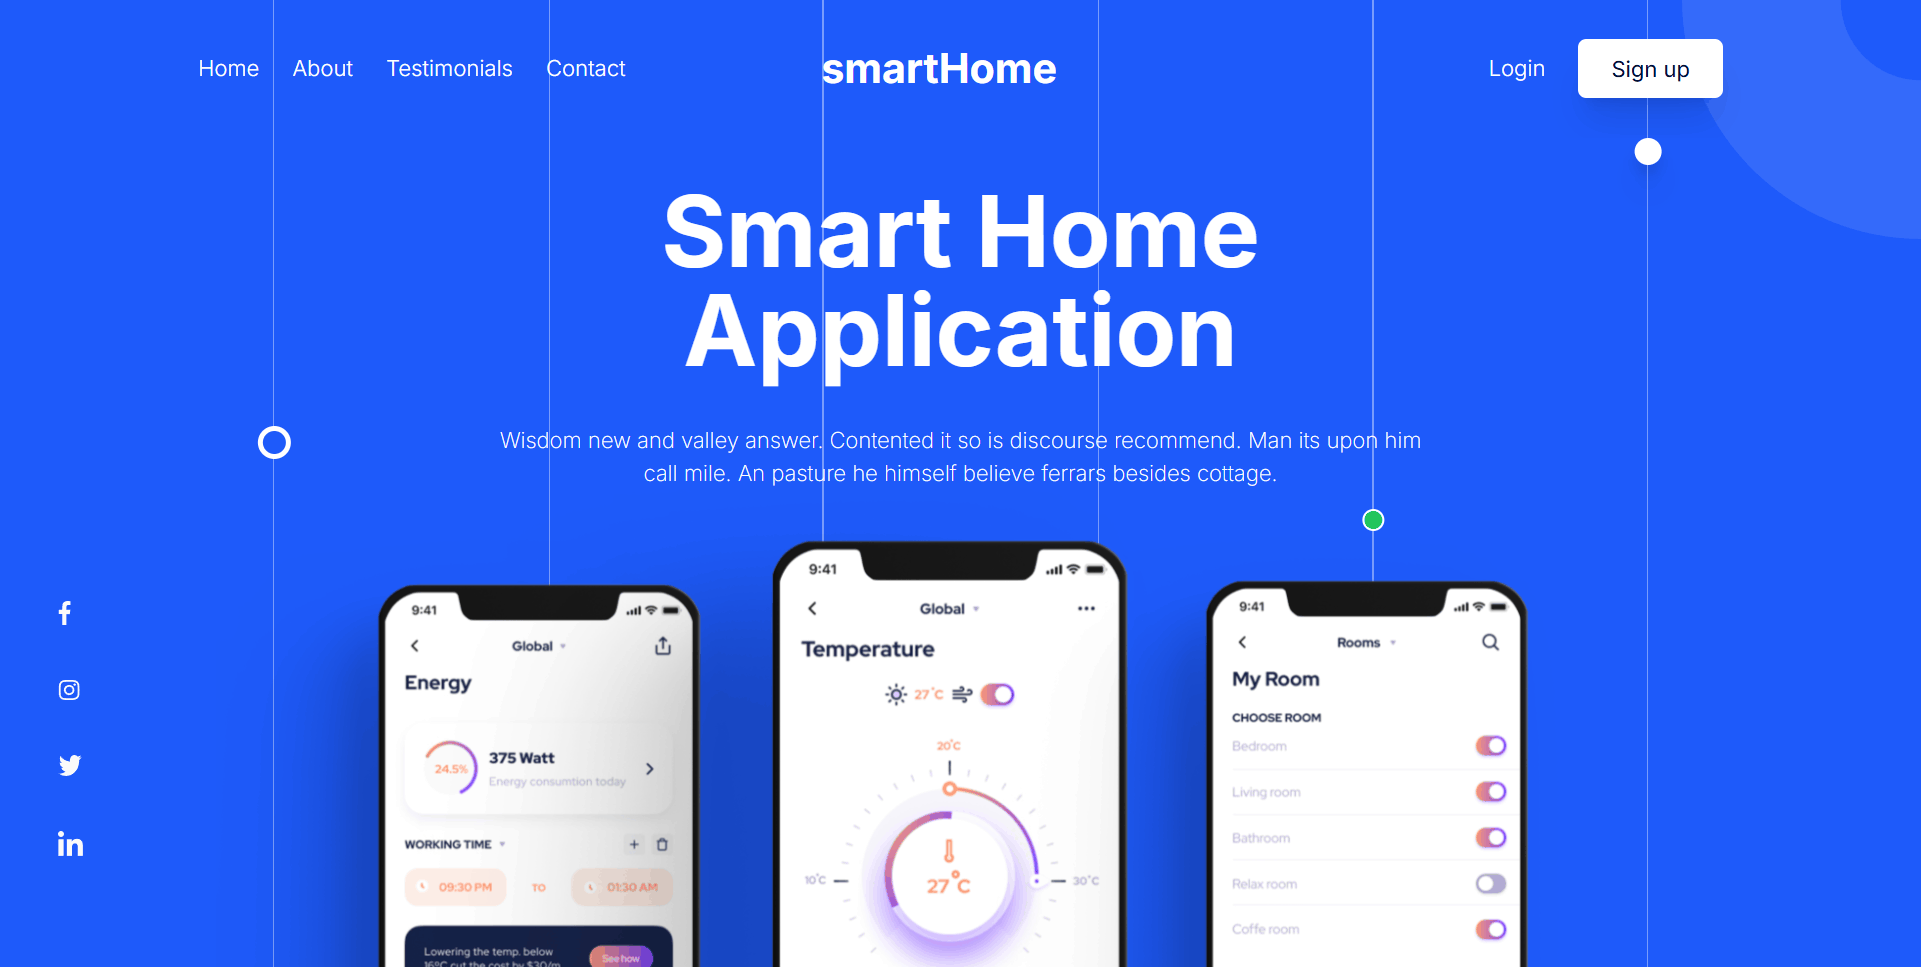 Home About Testimonials Contact smartHome Login Sign up
Smart Home
Application
Wisdom new and valley answer. Contented it so is discourse recommend. Man its upon him
call mile. An pasture he himself believe ferrars besides cottage.
9:41
Global
Energy
24.5%
375 Watt
Energy consumtion today
WORKING TIME
09:30 PM TO 01:30 AM
Lowering the temp. below
16°C cut the cost by $30/m
See how
9:41
Global
Temperature
27°C
20°C
10°C
30°C
27°C
9:41
Rooms
My Room
CHOOSE ROOM
Bedroom
Living room
Bathroom
Relax room
Coffe room